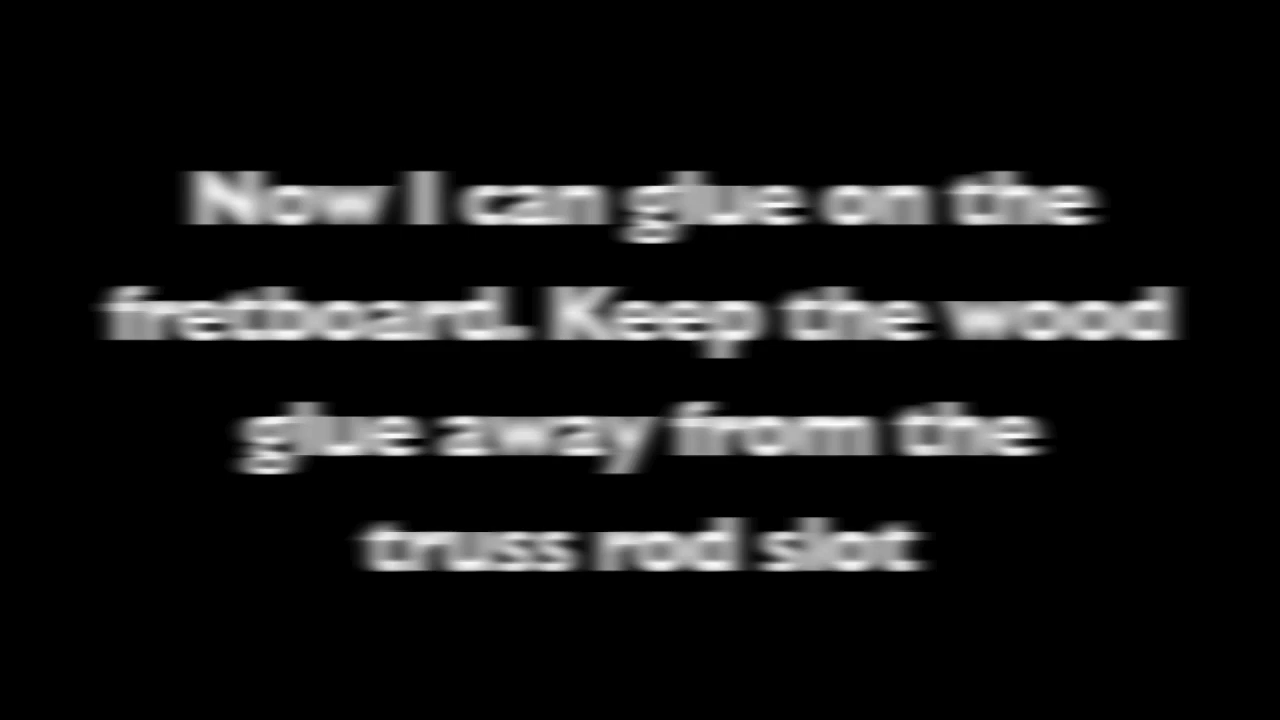 Now I can glue on the
fretboard. Keep the wood
glue away from the
truss rod slot